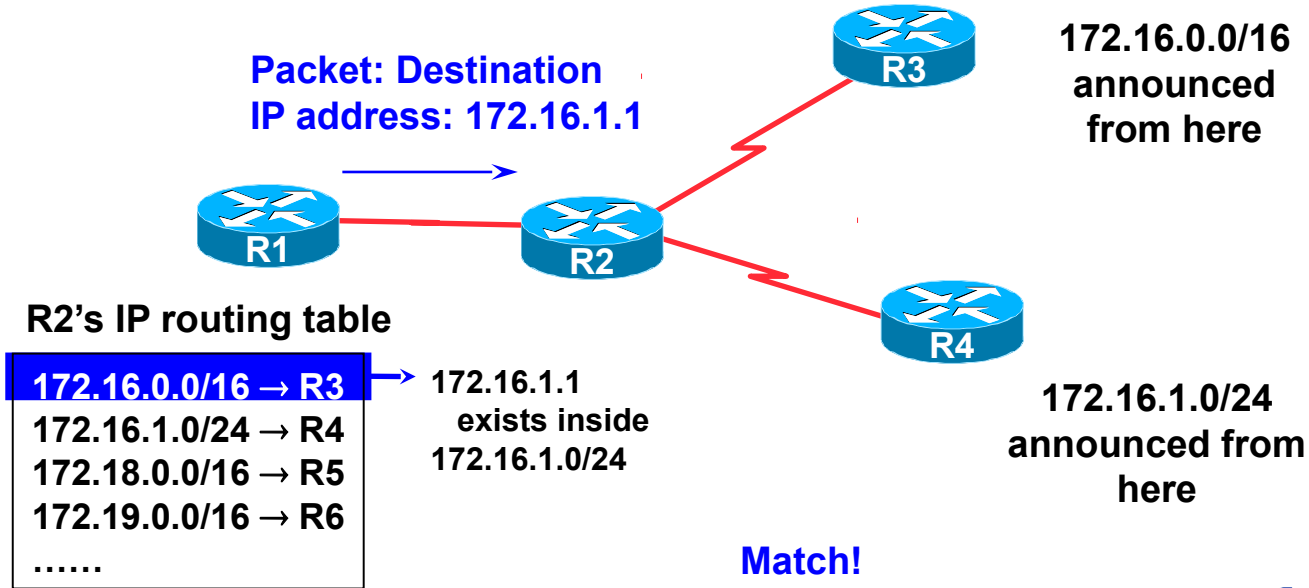 172.16.0.0/16
announced
from here
R3
Packet: Destination
IP address: 172.16.1.1
R1
R2
R4
R2’s IP routing table
172.16.0.0/16 → R3
172.16.1.0/24 → R4
172.18.0.0/16 → R5
172.19.0.0/16 → R6
……
172.16.1.1
exists inside
172.16.1.0/24
172.16.1.0/24
announced from
here
Match!